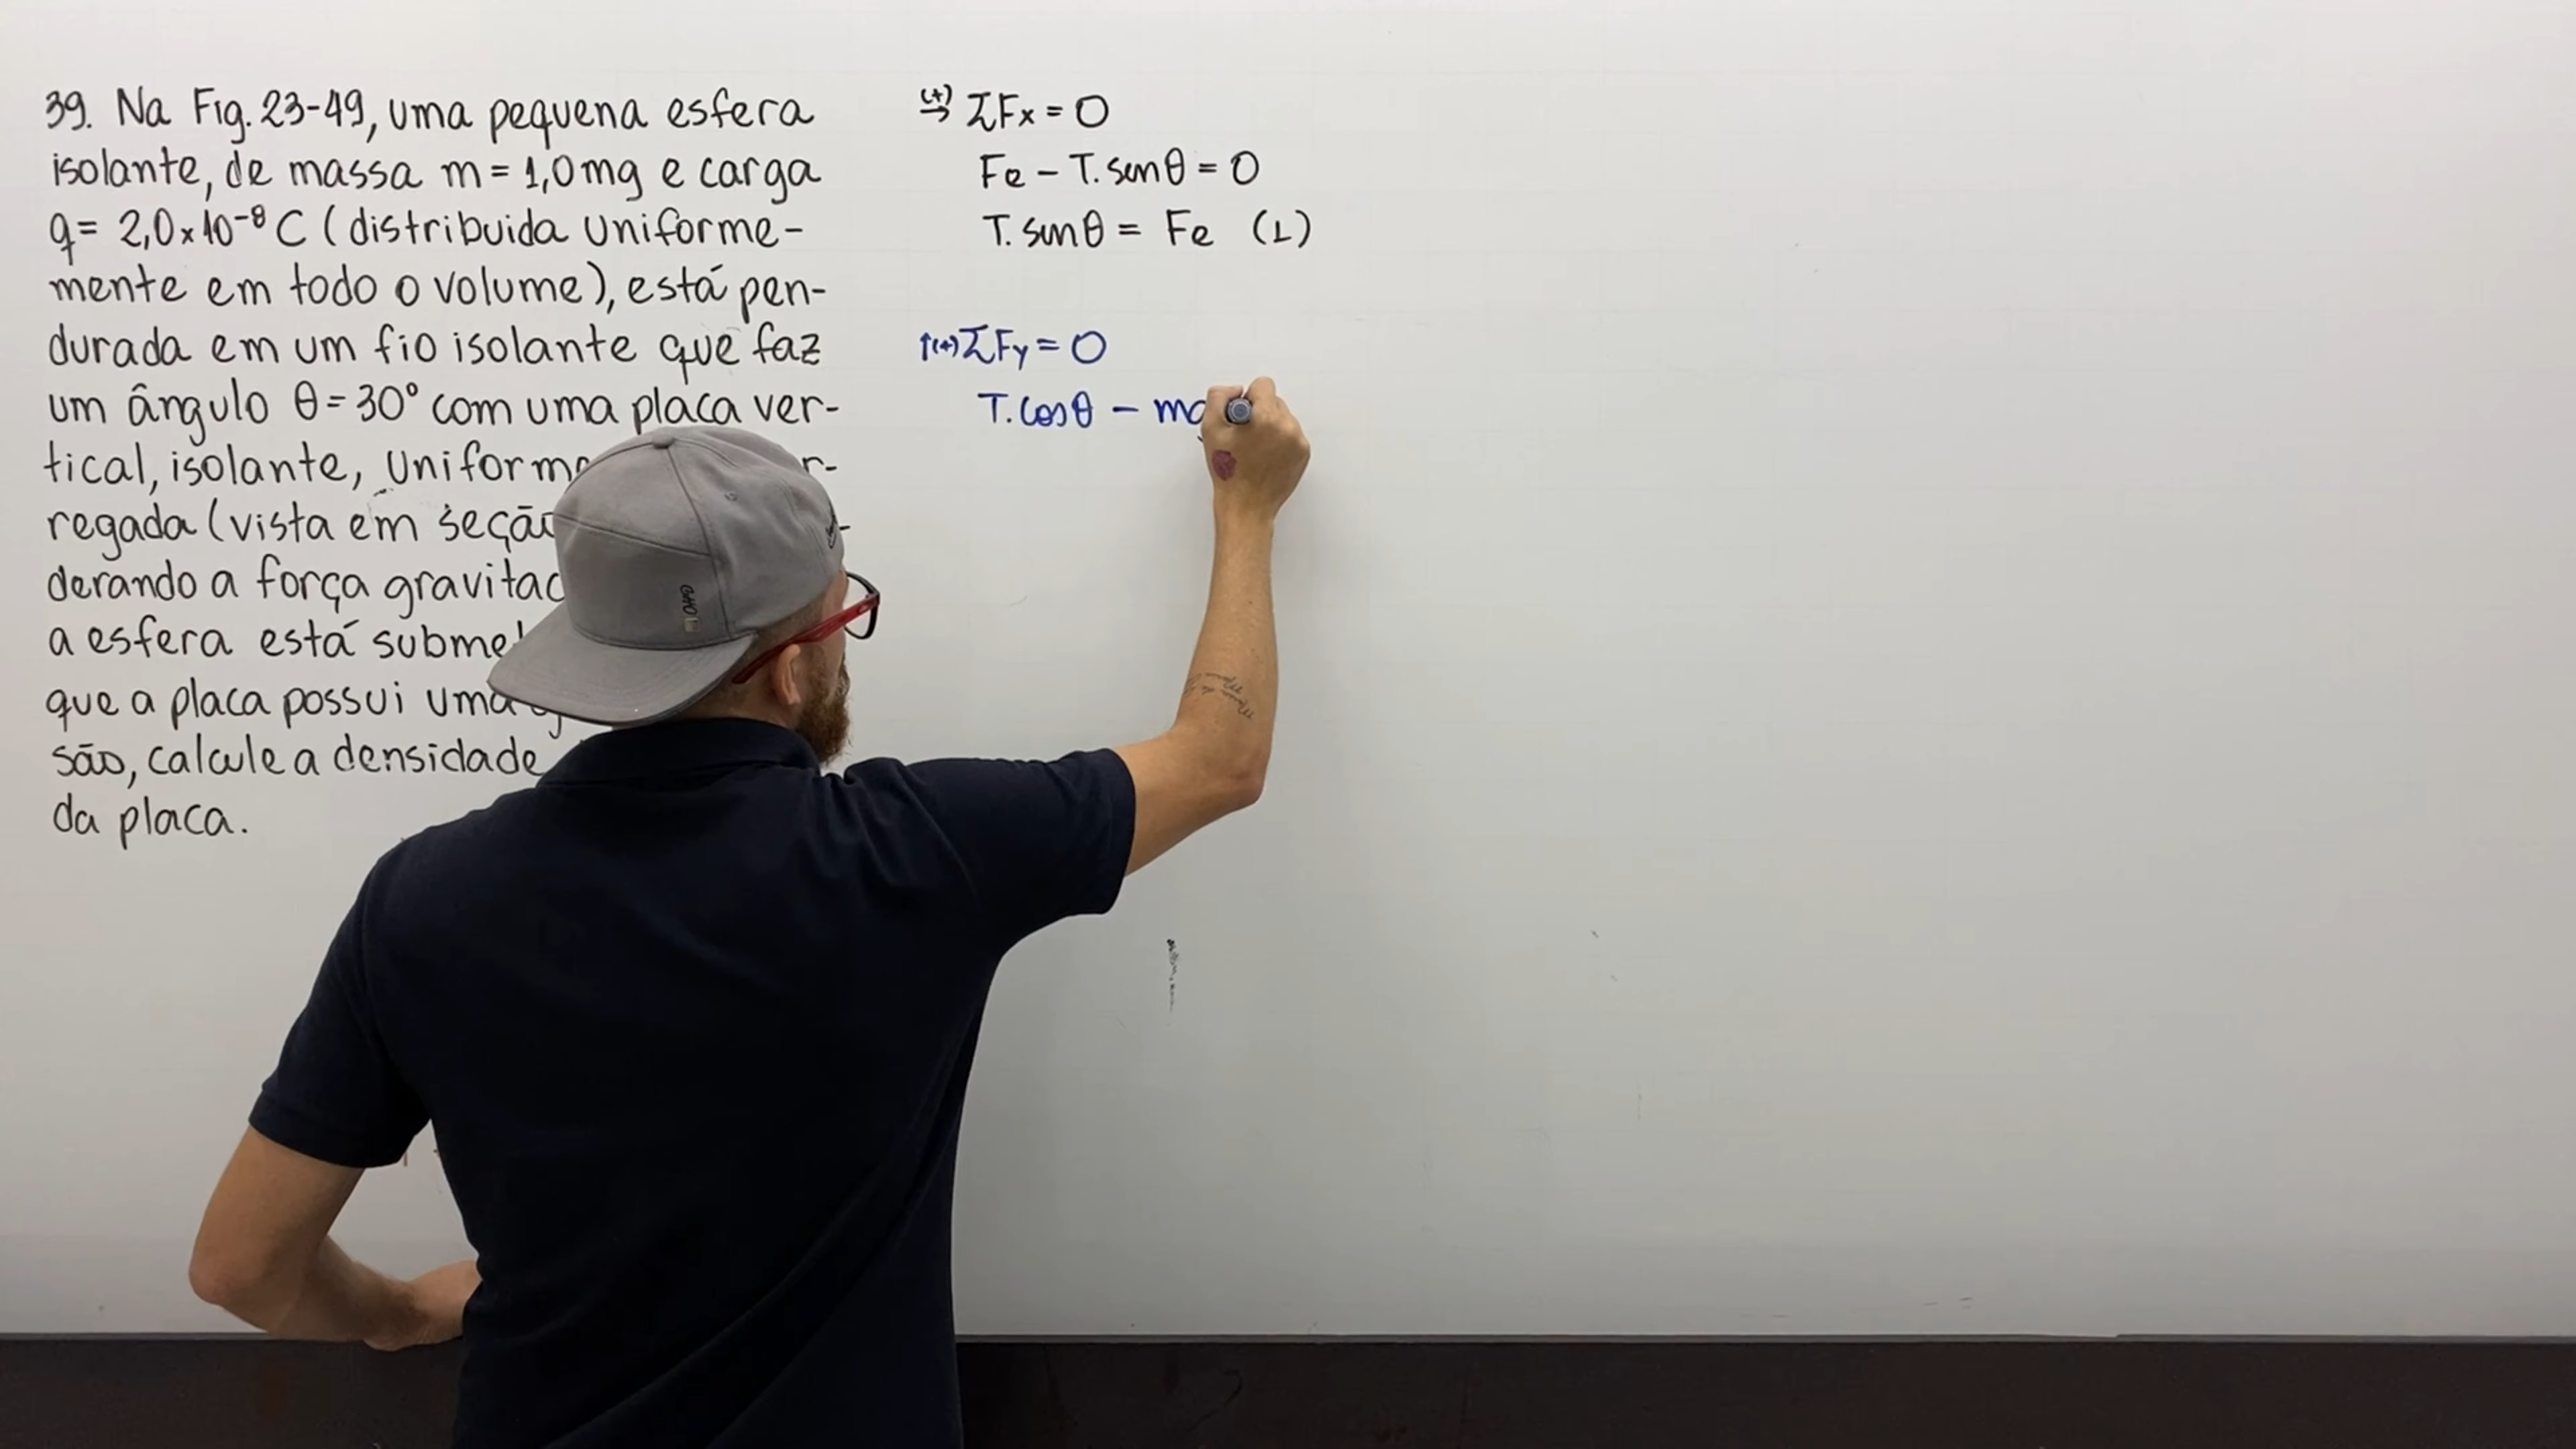 39. Na Fig. 23-49, uma pequena esfera
isolante, de massa m = 1,0 mg e carga
q = 2,0 × 10⁻⁸ C (distribuida uniforme-
mente em todo o volume), está pen-
durada em um fio isolante que faz
um ângulo θ = 30° com uma placa ver-
tical, isolante,
regada (vista em seção
derando a força
a esfera está
que a placa possui uma
são, calcule a densidade
da placa.
(+) → ΣFx = 0
Fe - T. senθ = 0
T. senθ = Fe (1)
↑(+) ΣFy = 0
T. cosθ -